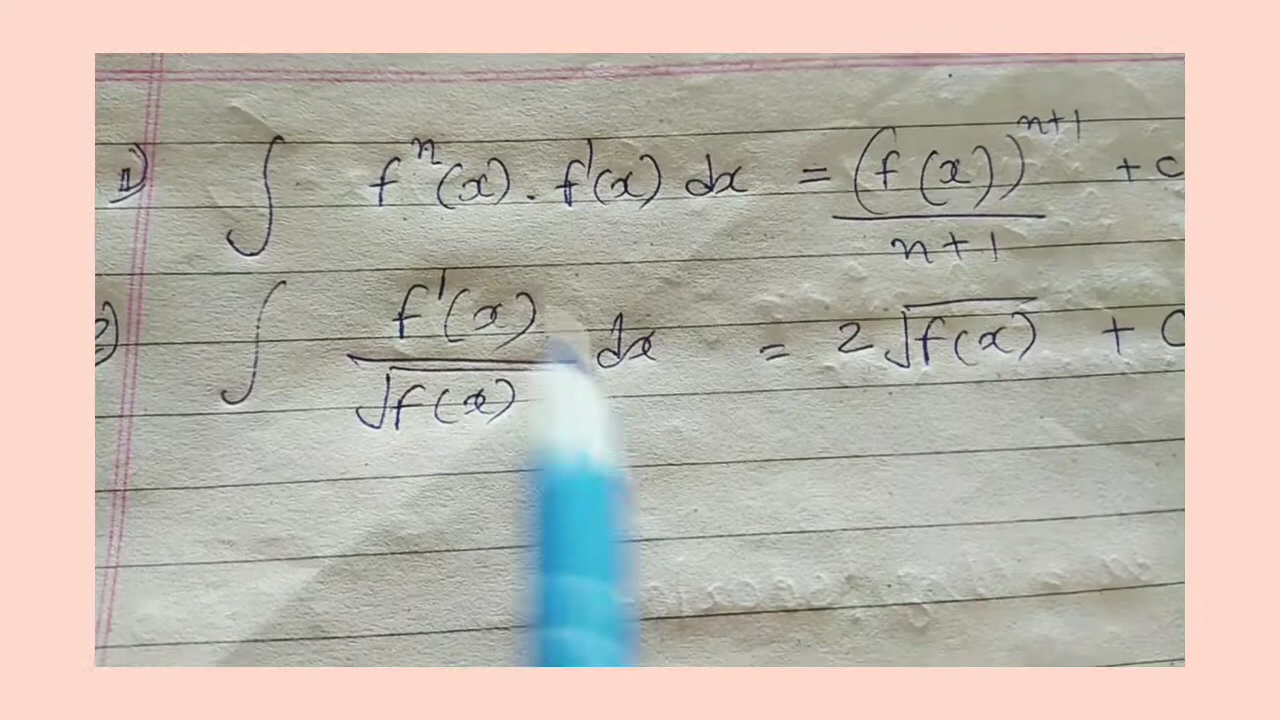 1) ∫ fⁿ(x) . f'(x) dx = (f(x))ⁿ⁺¹ / n+1 + c
2) ∫ f'(x) / √f(x) dx = 2 √f(x) + C